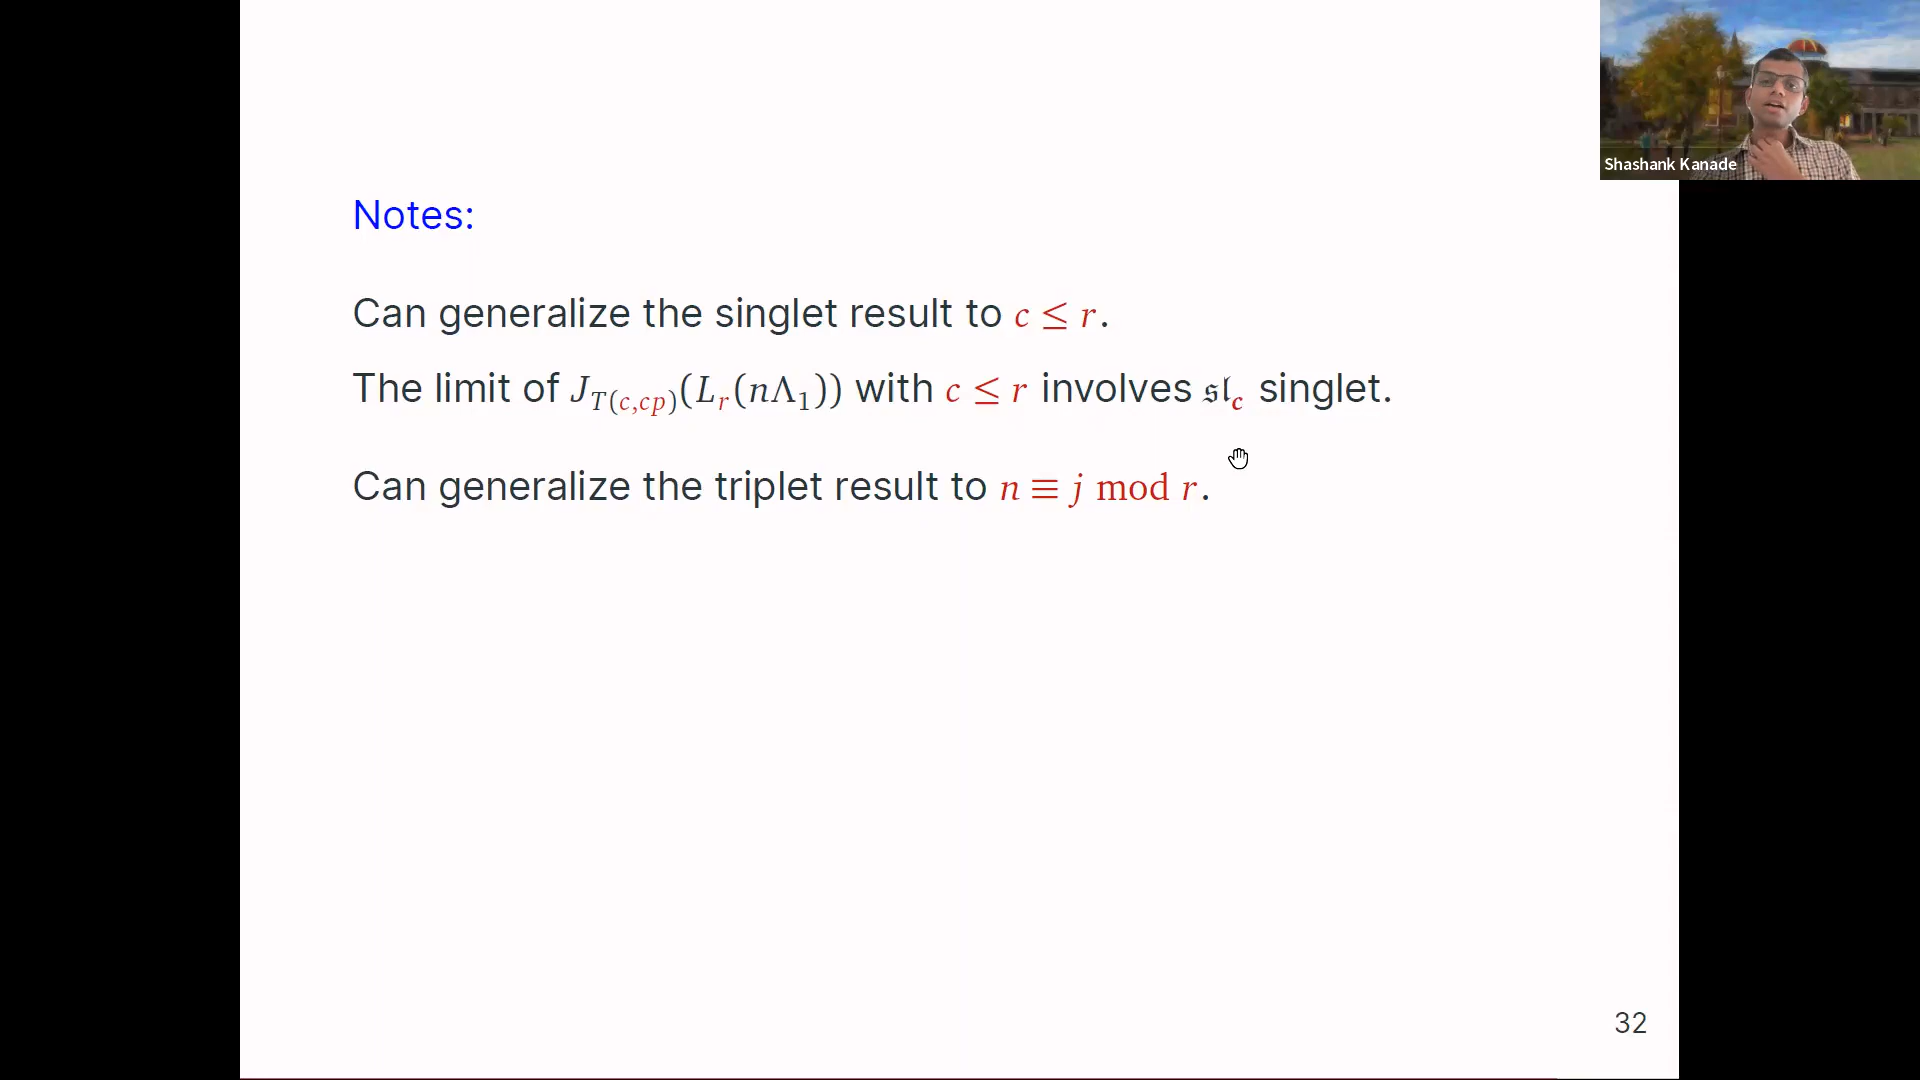 Shashank Kanade
Notes:
Can generalize the singlet result to c ≤ r.
The limit of J_{T(c,cp)}(L_r(nΛ_1)) with c ≤ r involves 𝔰𝔩_c singlet.
Can generalize the triplet result to n ≡ j mod r.
32